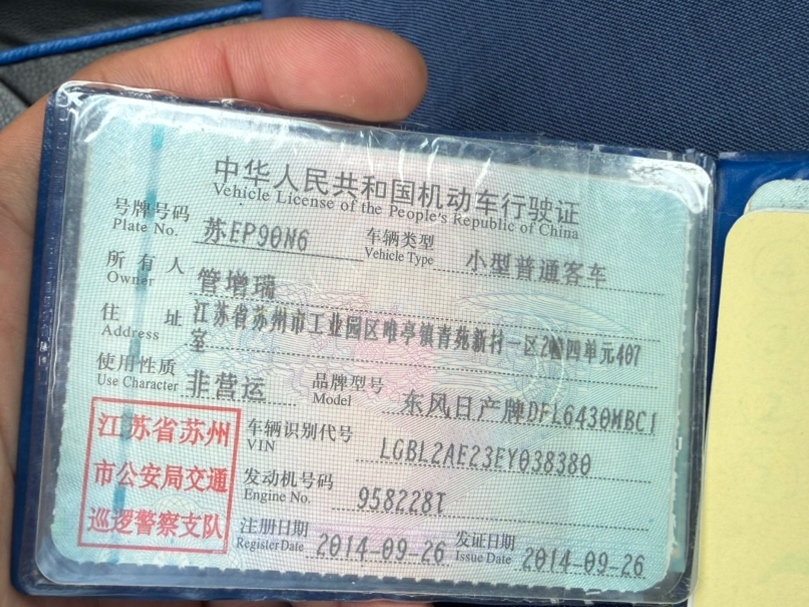 中华人民共和国机动车行驶证
Vehicle License of the People's Republic of China
号牌号码 苏EP90N6 车辆类型 小型普通客车
Plate No. Vehicle Type
所有人 管增瑞
Owner
住址 江苏省苏州市工业园区唯亭镇青苑新村一区2幢四单元407
Address 室
使用性质 非营运 品牌型号 东风日产牌DFL6430MBC1
Use Character Model
江苏省苏州
市公安局交通
巡逻警察支队
车辆识别代号 LGBL2AE23EY038380
VIN
发动机号码 958228T
Engine No.
注册日期 2014-09-26 发证日期 2014-09-26
Register Date Issue Date